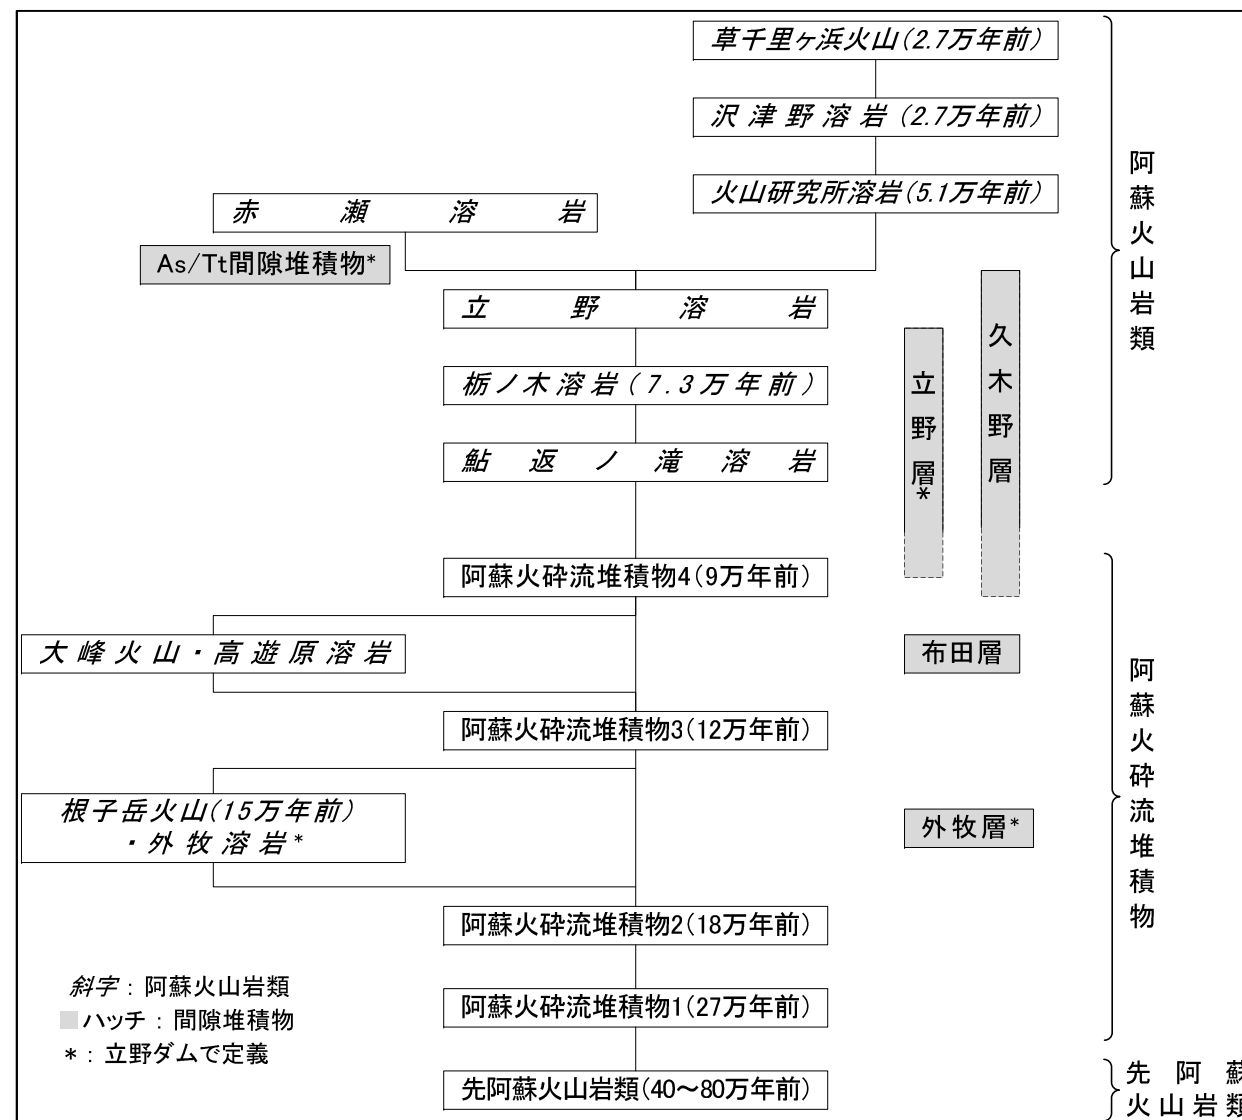 草千里ヶ浜火山(2.7万年前)
沢津野溶岩(2.7万年前)
火山研究所溶岩(5.1万年前)
赤瀬溶岩
As/Tt間隙堆積物*
立野溶岩
栃ノ木溶岩(7.3万年前)
鮎返ノ滝溶岩
立野層*
久木野層
阿蘇火山岩類
阿蘇火砕流堆積物4(9万年前)
大峰火山・高遊原溶岩
布田層
阿蘇火砕流堆積物3(12万年前)
根子岳火山(15万年前)
・外牧溶岩*
外牧層*
阿蘇火砕流堆積物2(18万年前)
阿蘇火砕流堆積物1(27万年前)
阿蘇火砕流堆積物
先阿蘇火山岩類(40～80万年前)
先阿蘇
火山岩類
斜字：阿蘇火山岩類
ハッチ：間隙堆積物
*：立野ダムで定義